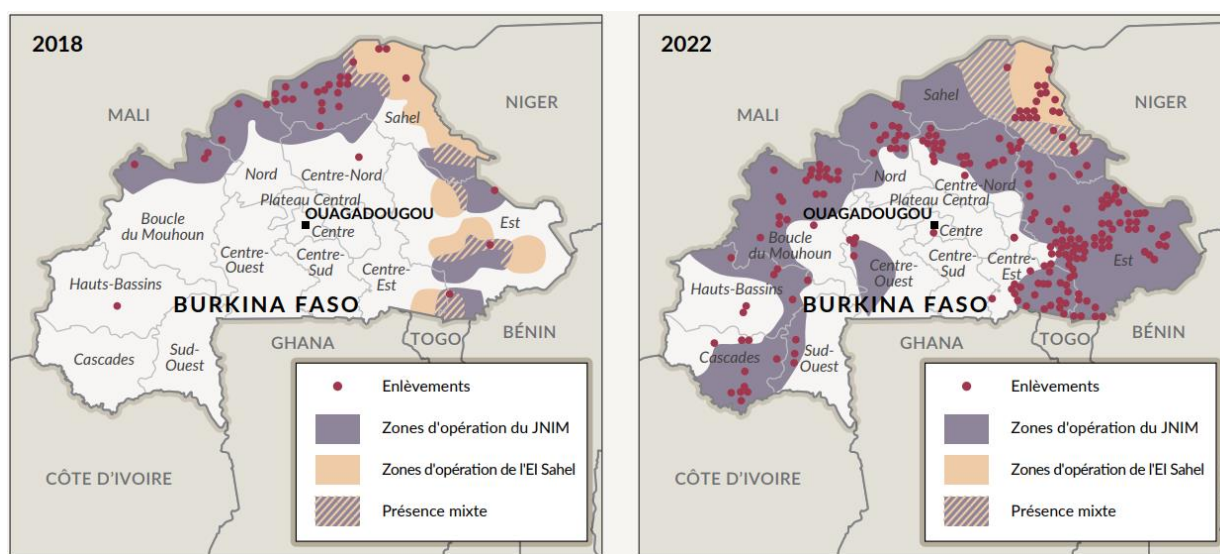 2018
MALI
NIGER
Sahel
Nord
Centre-Nord
Plateau Central
OUAGADOUGOU
Boucle
du Mouhoun
Centre
Est
Centre-
Ouest
Centre-
Sud
Centre-
Est
Hauts-Bassins
BURKINA FASO
BÉNIN
Cascades
Sud-
Ouest
GHANA
TOGO
CÔTE D'IVOIRE
Enlèvements
Zones d'opération du JNIM
Zones d'opération de l'EI Sahel
Présence mixte
2022
MALI
NIGER
Sahel
Nord
Centre-Nord
Plateau Central
OUAGADOUGOU
Boucle
du Mouhoun
Centre
Est
Centre-
Ouest
Centre-
Sud
Centre-
Est
Hauts-Bassins
BURKINA FASO
BÉNIN
Cascades
Sud-
Ouest
GHANA
TOGO
CÔTE D'IVOIRE
Enlèvements
Zones d'opération du JNIM
Zones d'opération de l'EI Sahel
Présence mixte